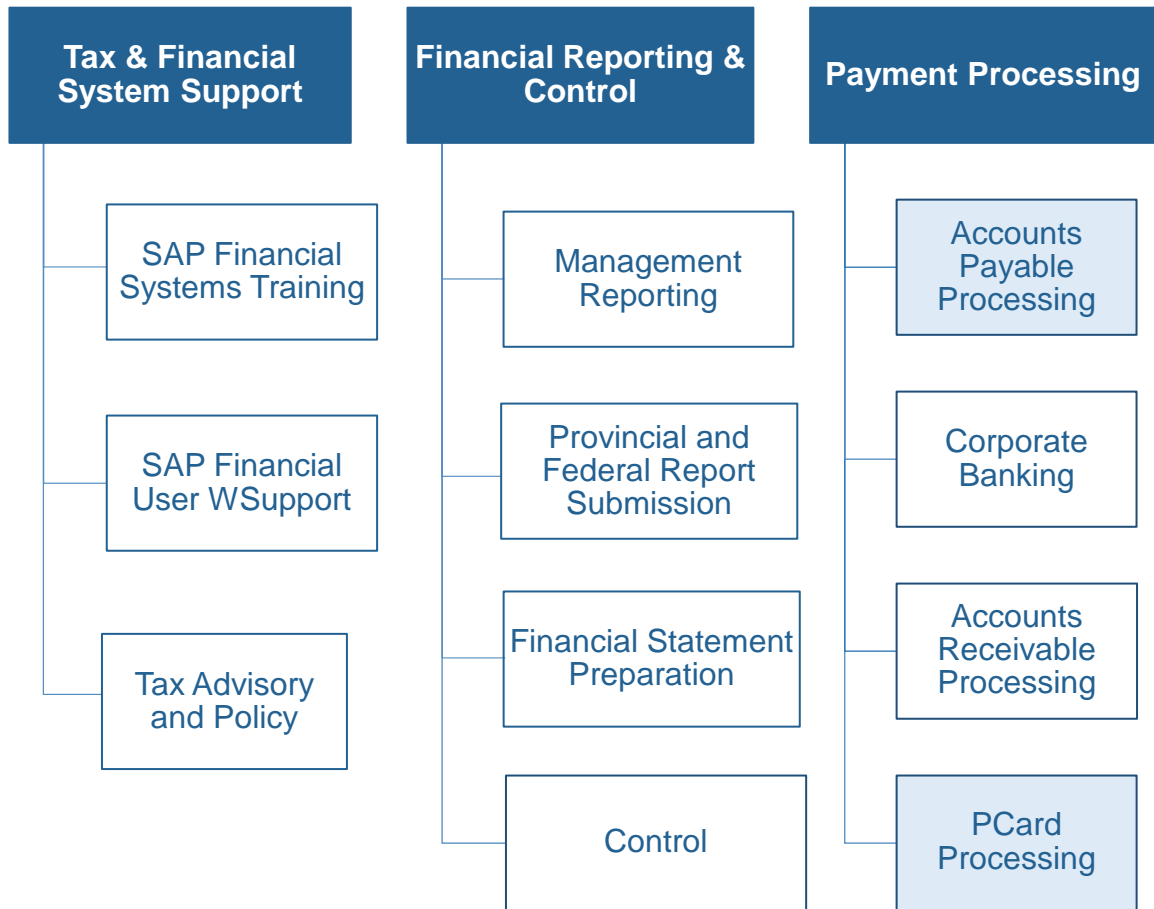 Tax & Financial
System Support
SAP Financial
Systems Training
SAP Financial
User WSupport
Tax Advisory
and Policy
Financial Reporting &
Control
Management
Reporting
Provincial and
Federal Report
Submission
Financial Statement
Preparation
Control
Payment Processing
Accounts
Payable
Processing
Corporate
Banking
Accounts
Receivable
Processing
PCard
Processing